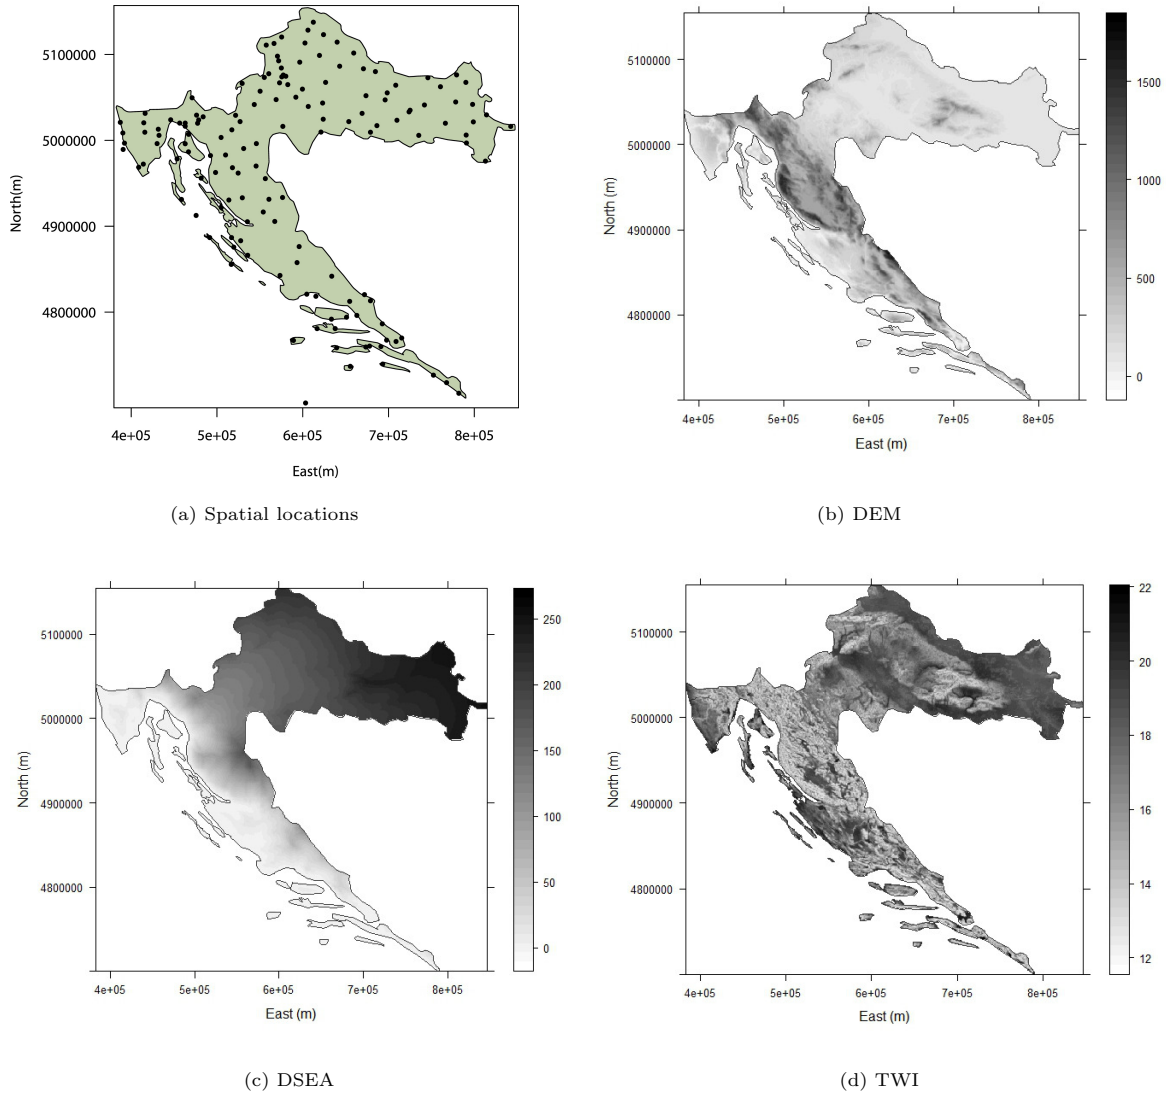 5100000
5000000
4900000
4800000
North(m)
4e+05 5e+05 6e+05 7e+05 8e+05
East(m)
(a) Spatial locations
5100000
5000000
4900000
4800000
North (m)
4e+05 5e+05 6e+05 7e+05 8e+05
East (m)
1500
1000
500
0
(b) DEM
5100000
5000000
4900000
4800000
North (m)
4e+05 5e+05 6e+05 7e+05 8e+05
East (m)
250
200
150
100
50
0
(c) DSEA
5100000
5000000
4900000
4800000
North (m)
4e+05 5e+05 6e+05 7e+05 8e+05
East (m)
22
20
18
16
14
12
(d) TWI